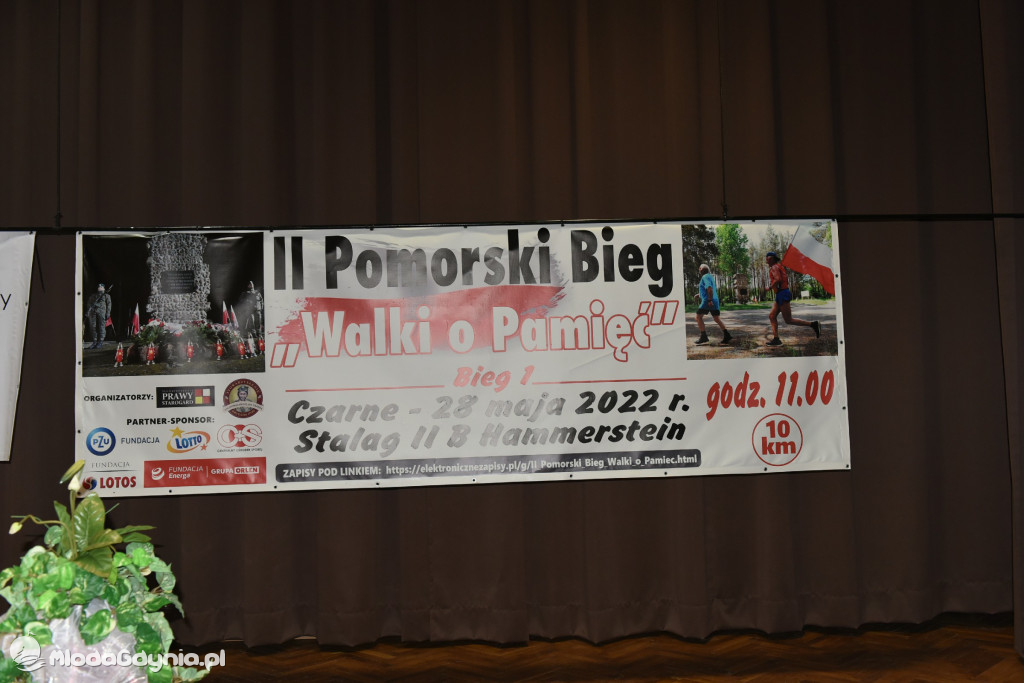 y
II Pomorski Bieg
„Walki o Pamięć"
Bieg 1
Czarne - 28 maja 2022 r.
Stalag II B Hammerstein
godz. 11.00
10
km
ORGANIZATORZY:
PRAWY
STAROGARD
PARTNER-SPONSOR:
PZU
FUNDACJA
LOTTO
CS
FUNDACJA
LOTOS
FUNDACJA
Energa
GRUPA ORLEN
ZAPISY POD LINKIEM: https://elektronicznezapisy.pl/g/II_Pomorski_Bieg_Walki_o_Pamiec.html
MlodaGdynia.pl